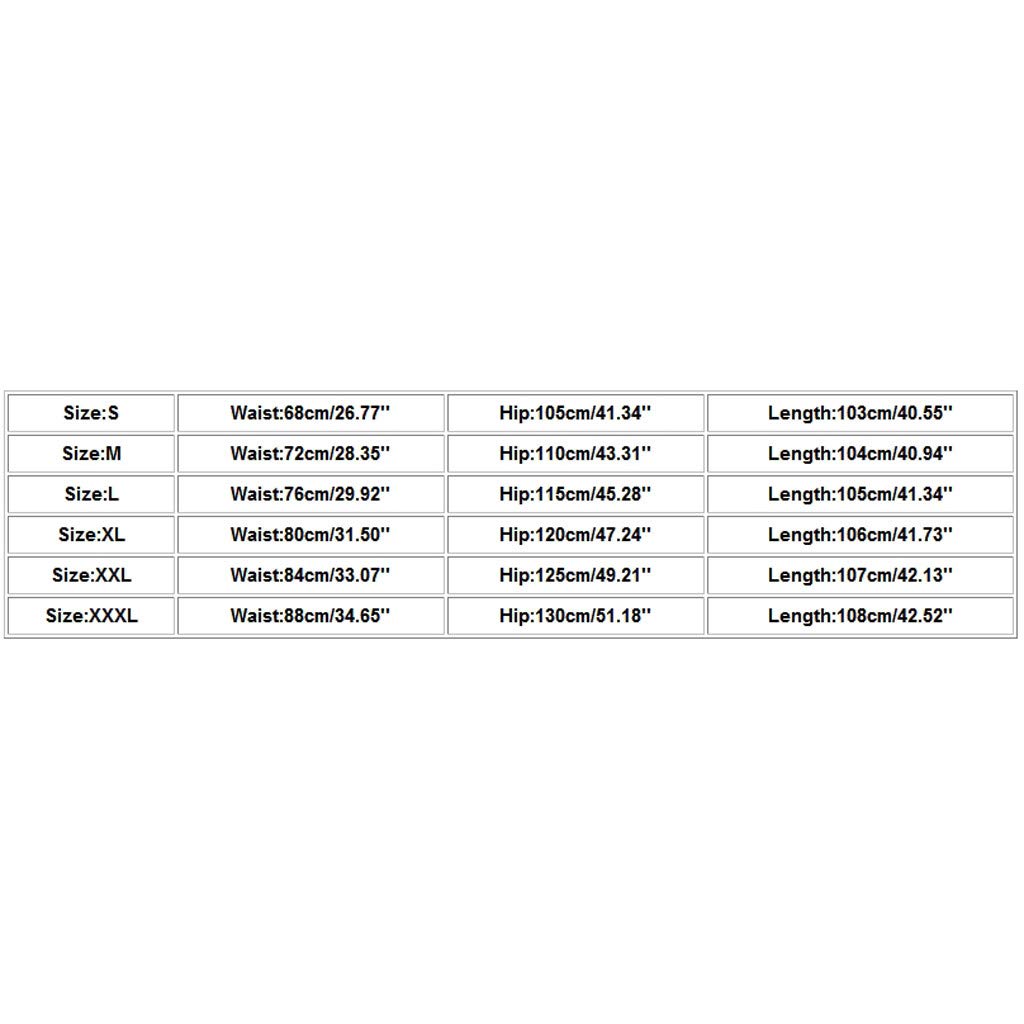 Size:S Waist:68cm/26.77'' Hip:105cm/41.34'' Length:103cm/40.55''
Size:M Waist:72cm/28.35'' Hip:110cm/43.31'' Length:104cm/40.94''
Size:L Waist:76cm/29.92'' Hip:115cm/45.28'' Length:105cm/41.34''
Size:XL Waist:80cm/31.50'' Hip:120cm/47.24'' Length:106cm/41.73''
Size:XXL Waist:84cm/33.07'' Hip:125cm/49.21'' Length:107cm/42.13''
Size:XXXL Waist:88cm/34.65'' Hip:130cm/51.18'' Length:108cm/42.52''